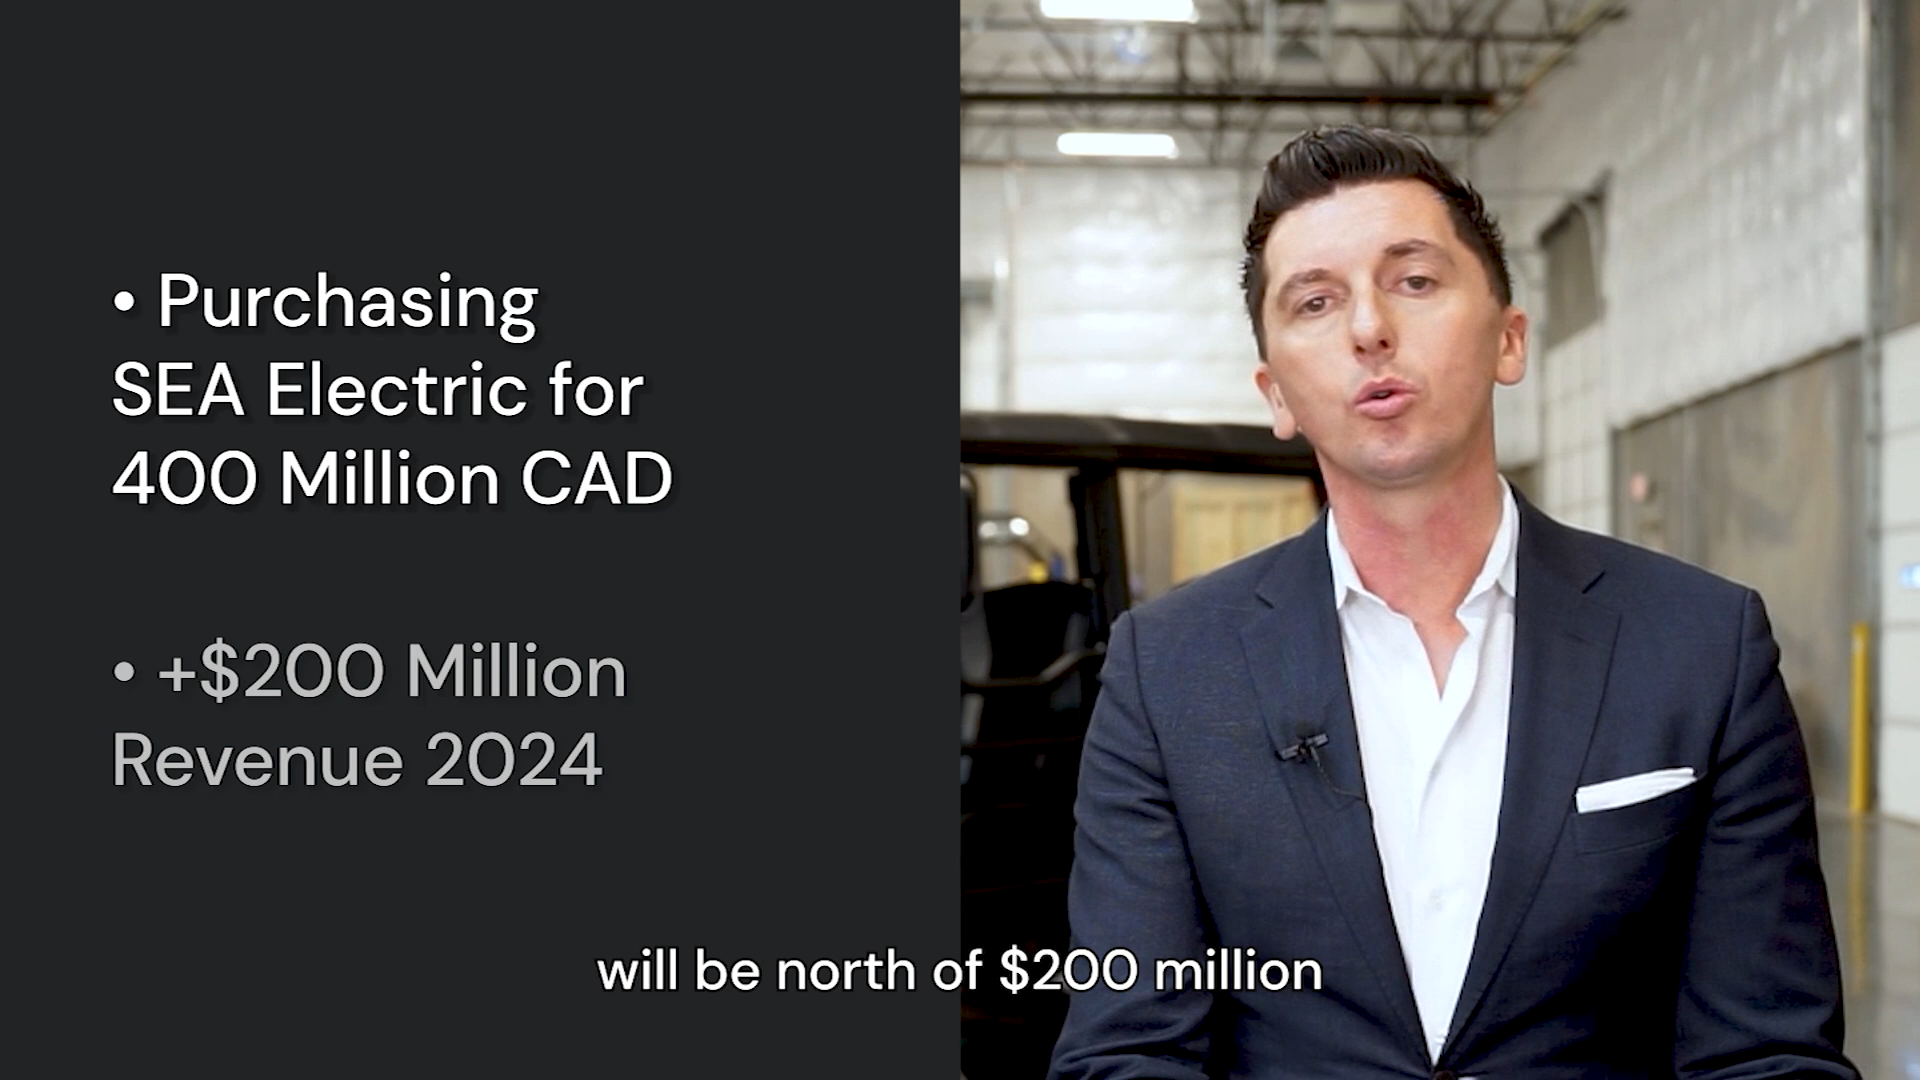 • Purchasing
SEA Electric for
400 Million CAD
• +$200 Million
Revenue 2024
will be north of $200 million